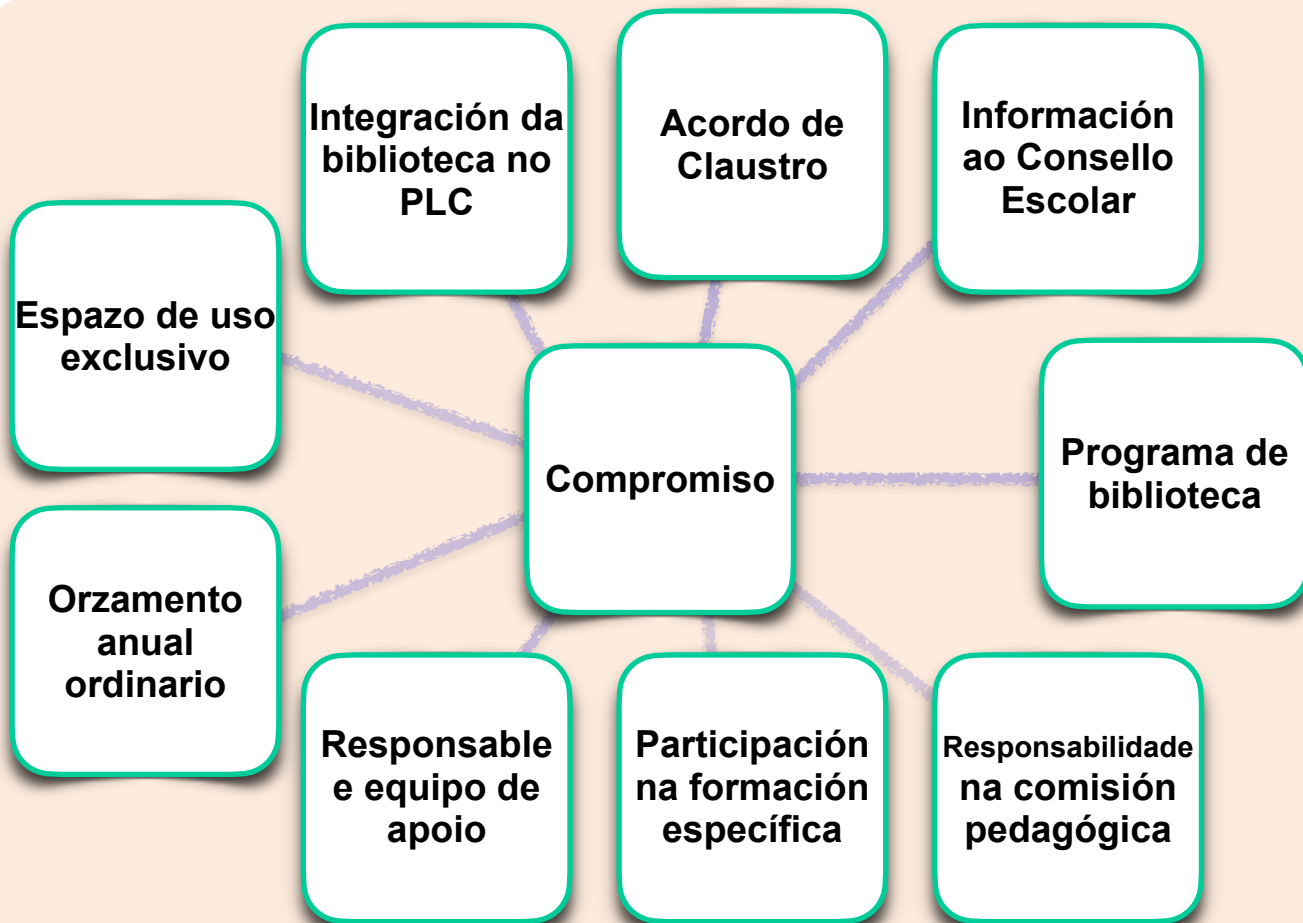 Integración da
biblioteca no
PLC
Acordo de
Claustro
Información
ao Consello
Escolar
Espazo de uso
exclusivo
Compromiso
Programa de
biblioteca
Orzamento
anual
ordinario
Responsable
e equipo de
apoio
Participación
na formación
específica
Responsabilidade
na comisión
pedagógica